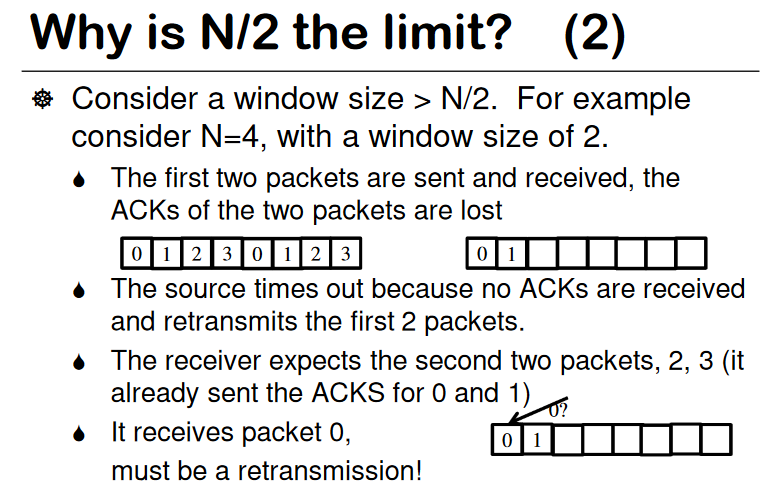 Why is N/2 the limit? (2)
Consider a window size > N/2. For example
consider N=4, with a window size of 2.
The first two packets are sent and received, the
ACKs of the two packets are lost
0 1 2 3 0 1 2 3
0 1
The source times out because no ACKs are received
and retransmits the first 2 packets.
The receiver expects the second two packets, 2, 3 (it
already sent the ACKS for 0 and 1)
0?
It receives packet 0,
0 1
must be a retransmission!